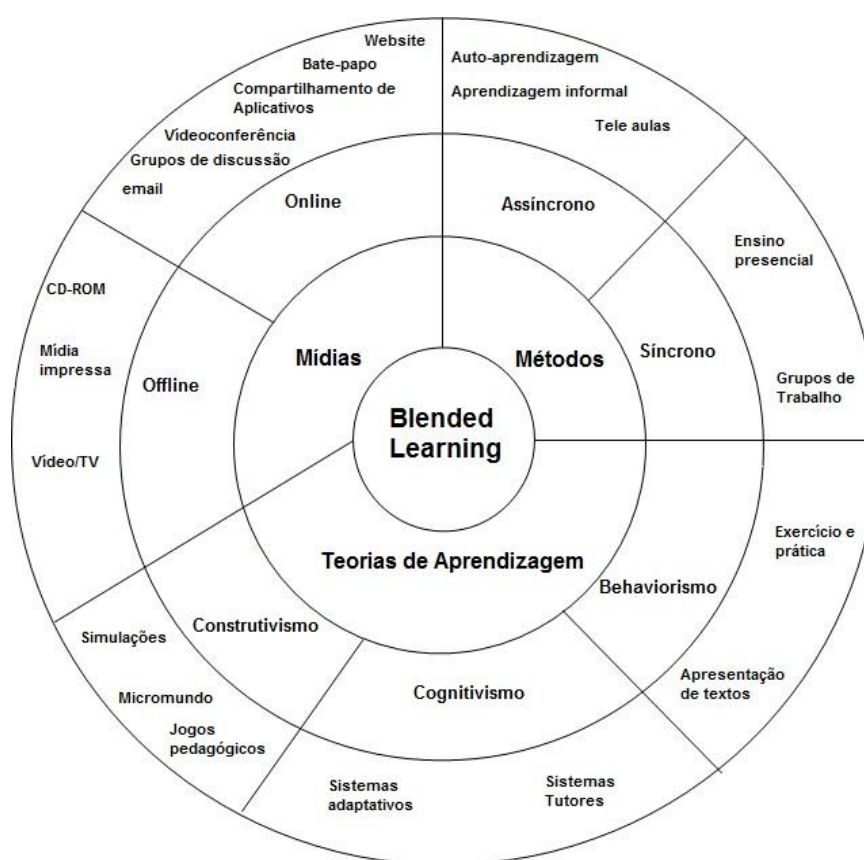 Website
Bate-papo
Compartilhamento de
Aplicativos
Vídeoconferência
Grupos de discussão
email
Auto-aprendizagem
Aprendizagem informal
Tele aulas
Online
Assíncrono
Ensino
presencial
CD-ROM
Mídia
impressa
Vídeo/TV
Offline
Mídias
Métodos
Síncrono
Grupos de
Trabalho
Blended
Learning
Teorias de Aprendizagem
Behaviorismo
Exercício e
prática
Construtivismo
Simulações
Micromundo
Jogos
pedagógicos
Cognitivismo
Apresentação
de textos
Sistemas
adaptativos
Sistemas
Tutores